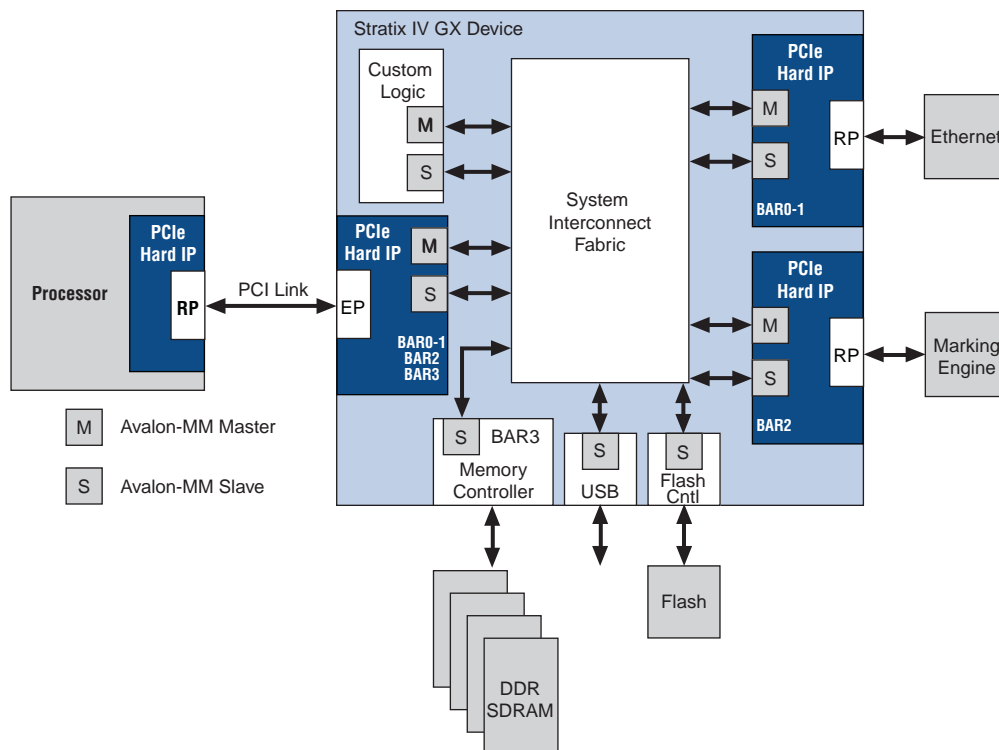 Stratix IV GX Device
Custom
Logic
M
S
PCIe
Hard IP
M
S
EP
BAR0-1
BAR2
BAR3
System
Interconnect
Fabric
PCIe
Hard IP
M
S
RP
BAR0-1
Ethernet
PCIe
Hard IP
M
S
RP
BAR2
Marking
Engine
Processor
PCIe
Hard IP
RP
PCI Link
M
Avalon-MM Master
S
Avalon-MM Slave
S
BAR3
Memory
Controller
S
USB
S
Flash
Cntl
DDR
SDRAM
Flash